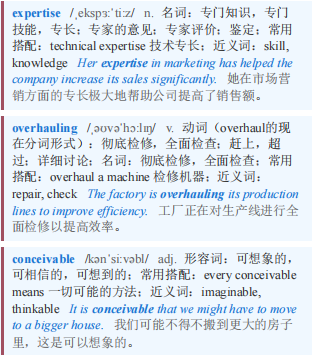 expertise /ˌekspɜːˈtiːz/ n. 名词：专门知识，专门
技能，专长；专家的意见；专家评价；鉴定；常用
搭配：technical expertise 技术专长；近义词：skill,
knowledge Her expertise in marketing has helped the
company increase its sales significantly. 她在市场营
销方面的专长极大地帮助公司提高了销售额。
overhauling /ˌəʊvəˈhɔːlɪŋ/ v. 动词（overhaul的现
在分词形式）：彻底检修，全面检查；赶上，超
过；详细讨论；名词：彻底检修，全面检查；常用
搭配：overhaul a machine 检修机器；近义词：
repair, check The factory is overhauling its production
lines to improve efficiency. 工厂正在对生产线进行全
面检修以提高效率。
conceivable /kənˈsiːvəbl/ adj. 形容词：可想象的，
可相信的，可想到的；常用搭配：every conceivable
means 一切可能的方法；近义词：imaginable,
thinkable It is conceivable that we might have to move
to a bigger house. 我们可能不得不搬到更大的房子
里，这是可以想象的。